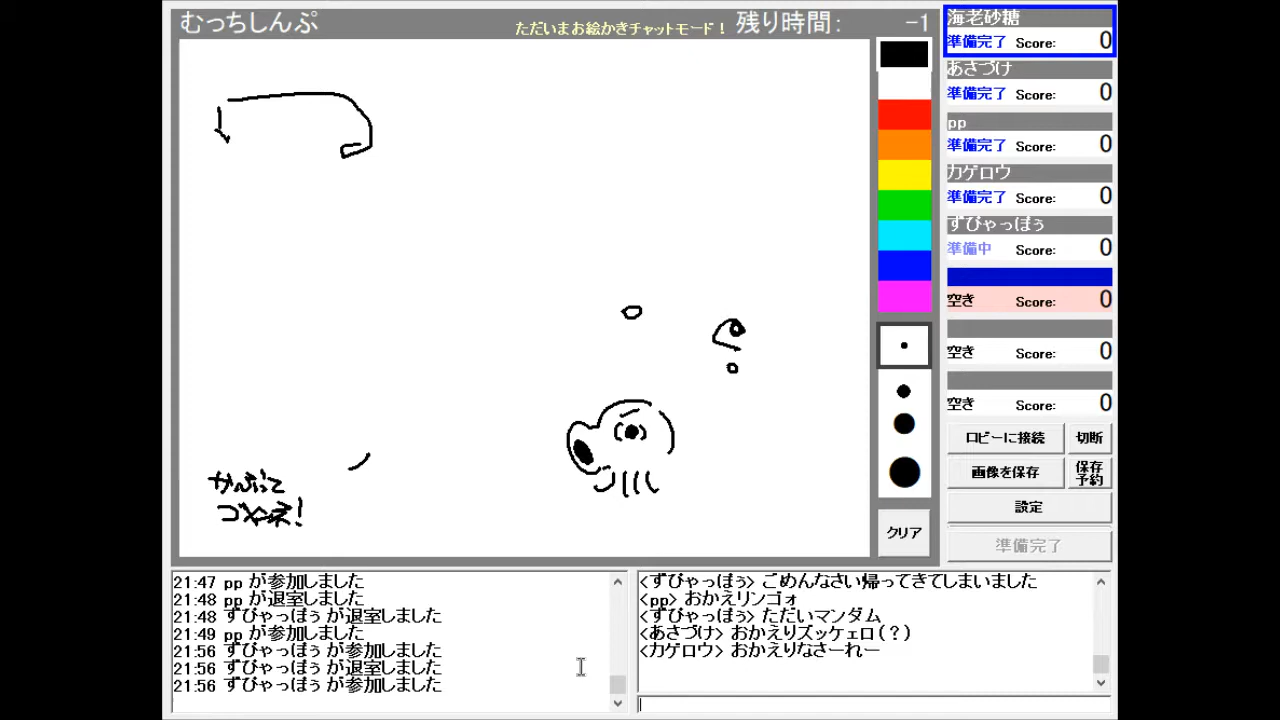 むっちしんぷ
ただいまお絵かきチャットモード！
残り時間： -1
海老砂糖
準備完了 Score: 0
あさづけ
準備完了 Score: 0
pp
準備完了 Score: 0
カゲロウ
準備完了 Score: 0
ずびゃっぽぅ
準備中 Score: 0
空き Score: 0
空き Score: 0
空き Score: 0
ロビーに接続 切断
画像を保存 保存予約
設定
準備完了
クリア
かぶって
ゴメネ!
21:47 pp が参加しました
21:48 pp が退室しました
21:48 ずびゃっぽぅ が退室しました
21:49 pp が参加しました
21:56 ずびゃっぽぅ が参加しました
21:56 ずびゃっぽぅ が退室しました
21:56 ずびゃっぽぅ が参加しました
<ずびゃっぽぅ> ごめんなさい帰ってきてしまいました
<pp> おかえリンゴォ
<ずびゃっぽぅ> ただいマンダム
<あさづけ> おかえりズッケェロ(？)
<カゲロウ> おかえりなさーれー